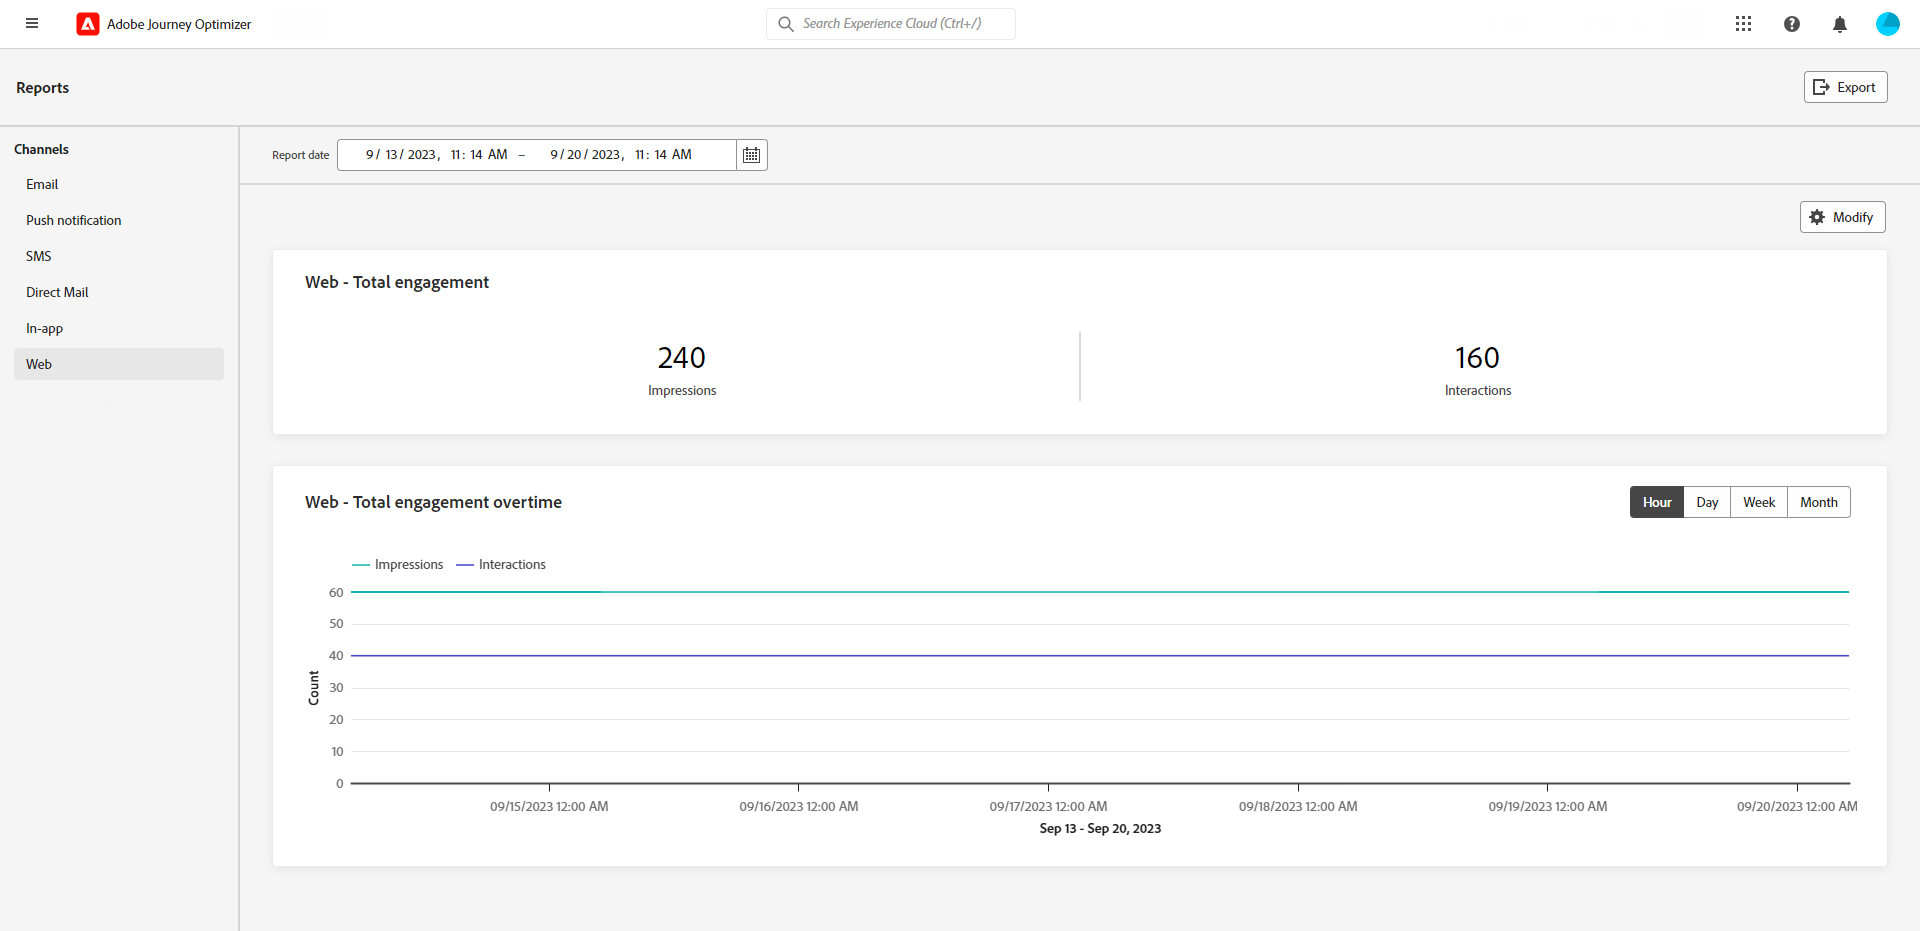 Adobe Journey Optimizer
Search Experience Cloud (Ctrl+/)
Reports
Export
Channels
Email
Push notification
SMS
Direct Mail
In-app
Web
Report date
9/ 13/ 2023, 11: 14 AM – 9/ 20/ 2023, 11: 14 AM
Modify
Web - Total engagement
240
Impressions
160
Interactions
Web - Total engagement overtime
Hour Day Week Month
Impressions Interactions
60
50
40
30
20
10
0
Count
09/15/2023 12:00 AM 09/16/2023 12:00 AM 09/17/2023 12:00 AM 09/18/2023 12:00 AM 09/19/2023 12:00 AM 09/20/2023 12:00 AM
Sep 13 - Sep 20, 2023